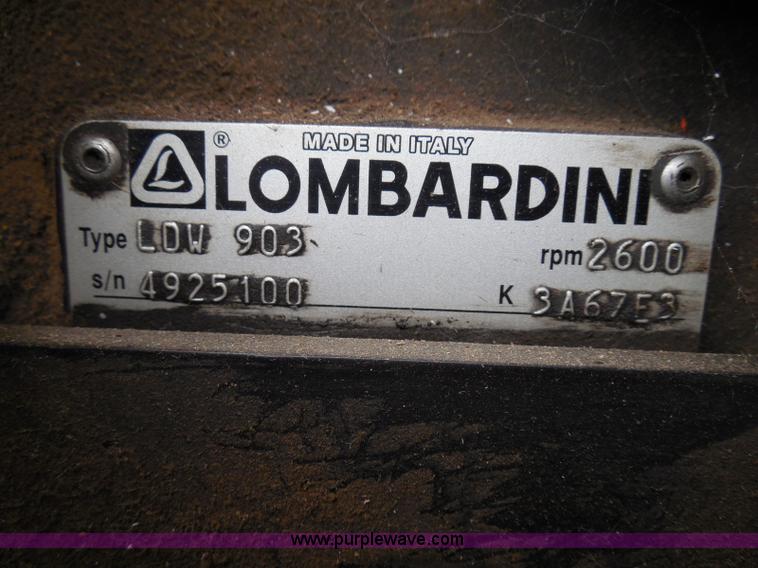 MADE IN ITALY
L ® LOMBARDINI
Type LDW 903
rpm 2600
s/n 4925100
K 3A67E3
www.purplewave.com